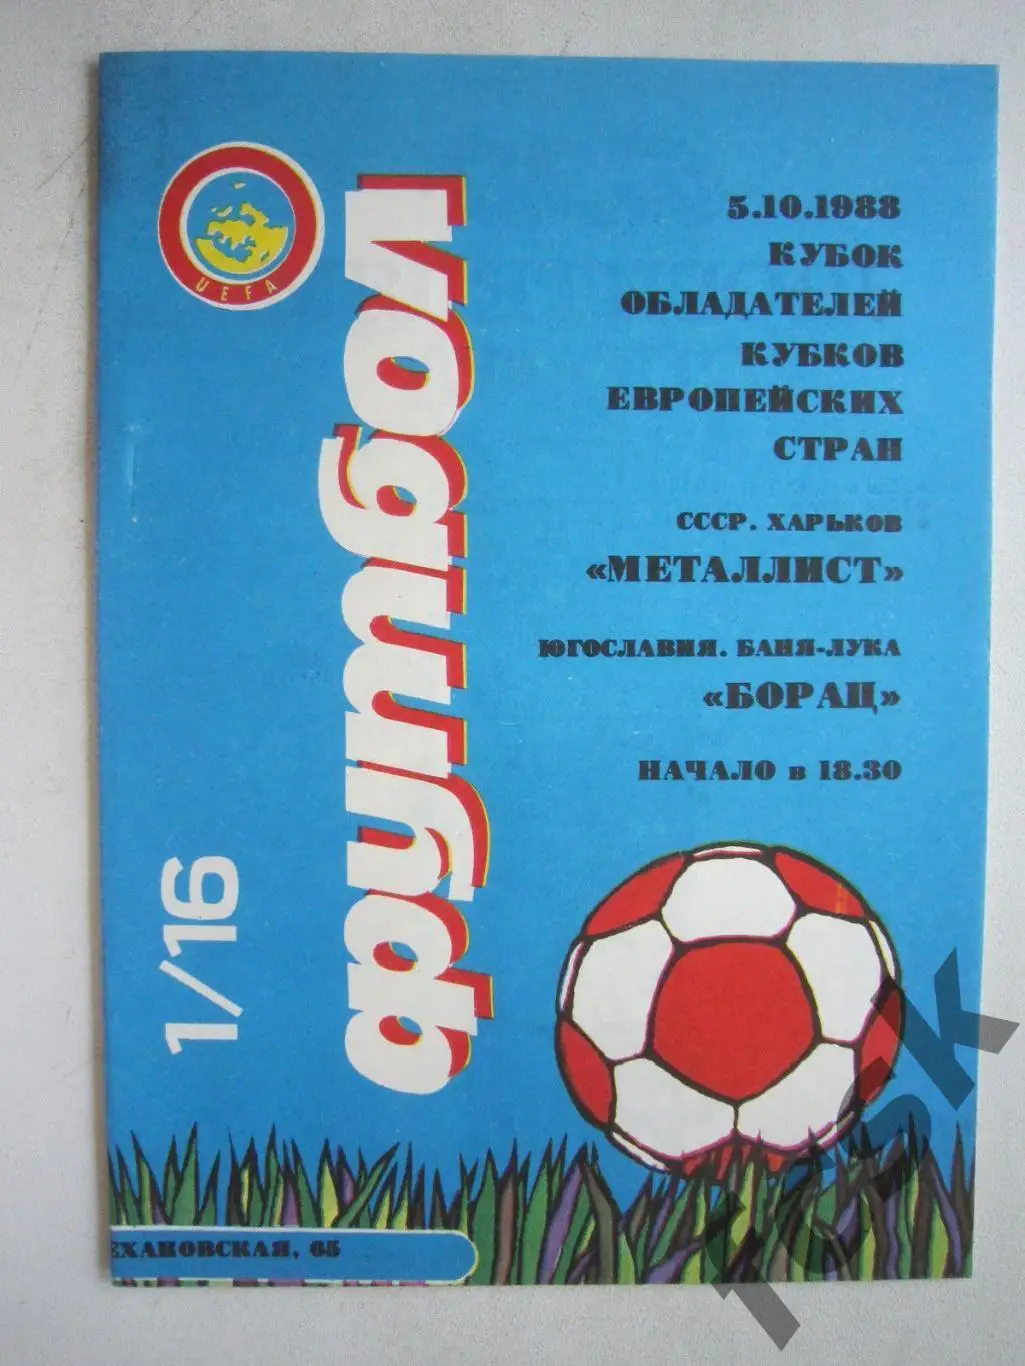 UEFA
футбол
1/16
5.10.1988
КУБОК
ОБЛАДАТЕЛЕЙ
КУБКОВ
ЕВРОПЕЙСКИХ
СТРАН
СССР. ХАРЬКОВ
«МЕТАЛЛИСТ»
ЮГОСЛАВИЯ. БАНЯ-ЛУКА
«БОРАЦ»
НАЧАЛО в 18.30
ЕХАНОВСКАЯ, 65